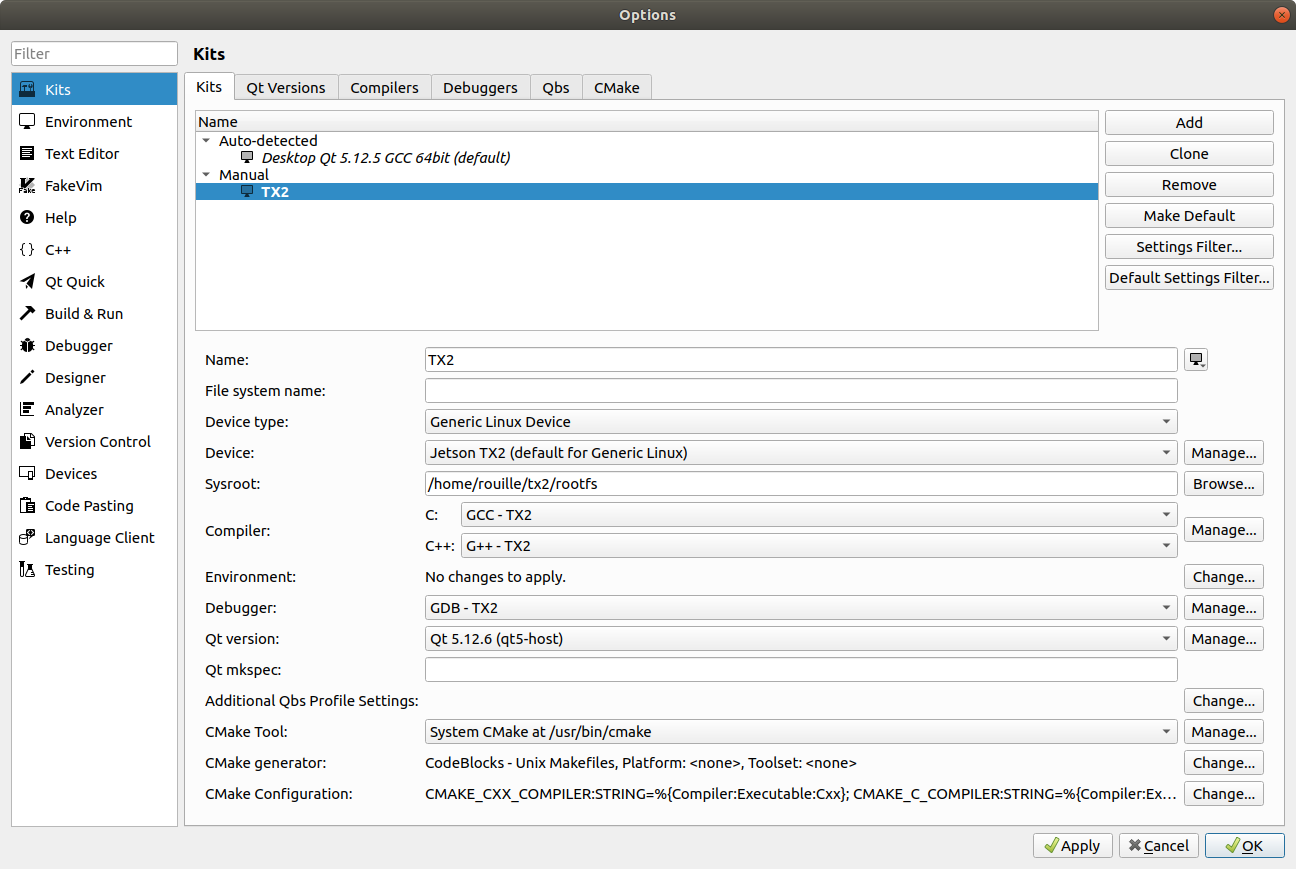 Options
Filter
Kits
Environment
Text Editor
FakeVim
Help
C++
Qt Quick
Build & Run
Debugger
Designer
Analyzer
Version Control
Devices
Code Pasting
Language Client
Testing
Kits
Kits Qt Versions Compilers Debuggers Qbs CMake
Name
Auto-detected
Desktop Qt 5.12.5 GCC 64bit (default)
Manual
TX2
Add
Clone
Remove
Make Default
Settings Filter...
Default Settings Filter...
Name: TX2
File system name:
Device type: Generic Linux Device
Device: Jetson TX2 (default for Generic Linux) Manage...
Sysroot: /home/rouille/tx2/rootfs Browse...
Compiler: C: GCC - TX2 Manage...
C++: G++ - TX2
Environment: No changes to apply. Change...
Debugger: GDB - TX2 Manage...
Qt version: Qt 5.12.6 (qt5-host) Manage...
Qt mkspec:
Additional Qbs Profile Settings: Change...
CMake Tool: System CMake at /usr/bin/cmake Manage...
CMake generator: CodeBlocks - Unix Makefiles, Platform: <none>, Toolset: <none> Change...
CMake Configuration: CMAKE_CXX_COMPILER:STRING=%{Compiler:Executable:Cxx}; CMAKE_C_COMPILER:STRING=%{Compiler:Ex... Change...
Apply Cancel OK